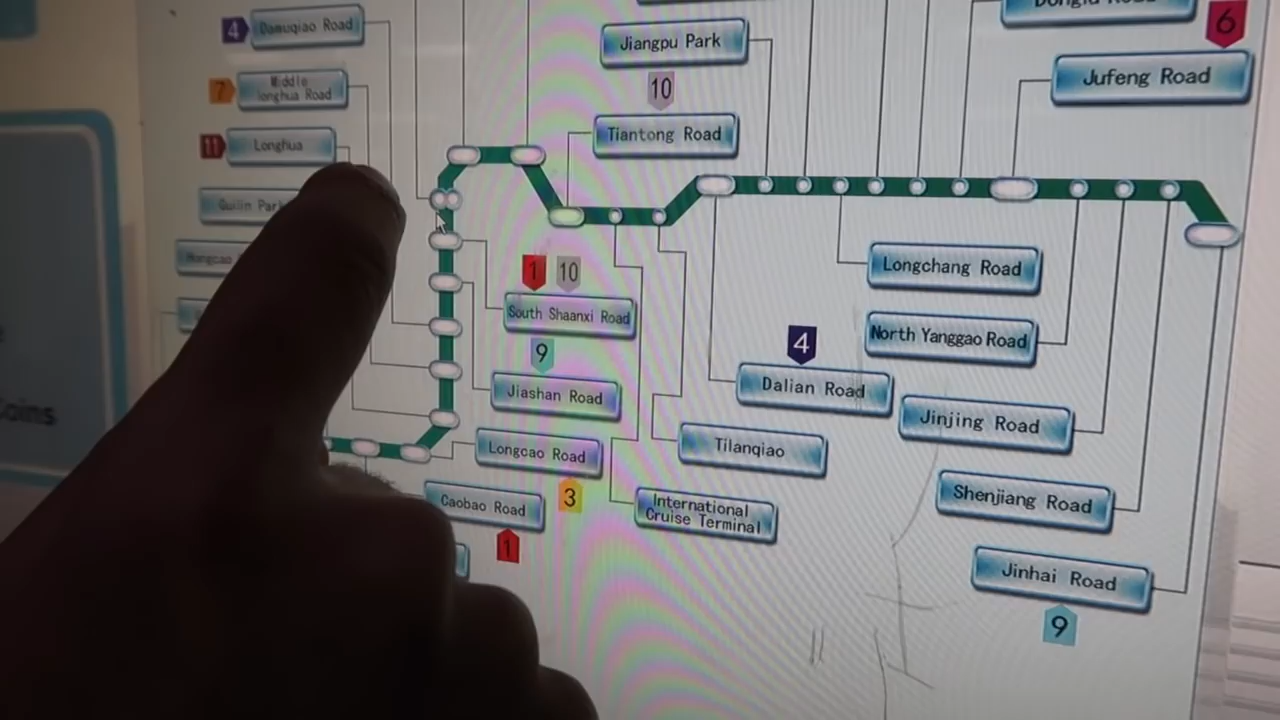 4
Damuqiao Road
7
Middle
longhua Road
11
Longhua
Guilin Park
Jiangpu Park
10
Tiantong Road
6
Jufeng Road
1
10
South Shaanxi Road
9
Jiashan Road
Longcao Road
3
Caobao Road
1
Longchang Road
North Yanggao Road
4
Dalian Road
Jinjing Road
Tilanqiao
Shenjiang Road
International
Cruise Terminal
Jinhai Road
9